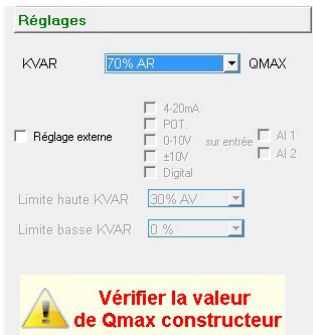 Réglages
KVAR 70% AR QMAX
4-20mA
POT.
Réglage externe 0-10V sur entrée AI 1
±10V AI 2
Digital
Limite haute KVAR 30% AV
Limite basse KVAR 0 %
Vérifier la valeur
de Qmax constructeur